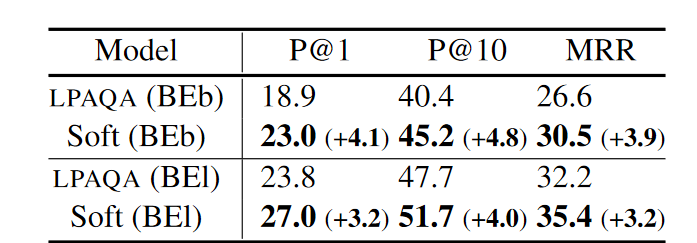 Model P@1 P@10 MRR
LPAQA (BEb) 18.9 40.4 26.6
Soft (BEb) 23.0 (+4.1) 45.2 (+4.8) 30.5 (+3.9)
LPAQA (BEl) 23.8 47.7 32.2
Soft (BEl) 27.0 (+3.2) 51.7 (+4.0) 35.4 (+3.2)